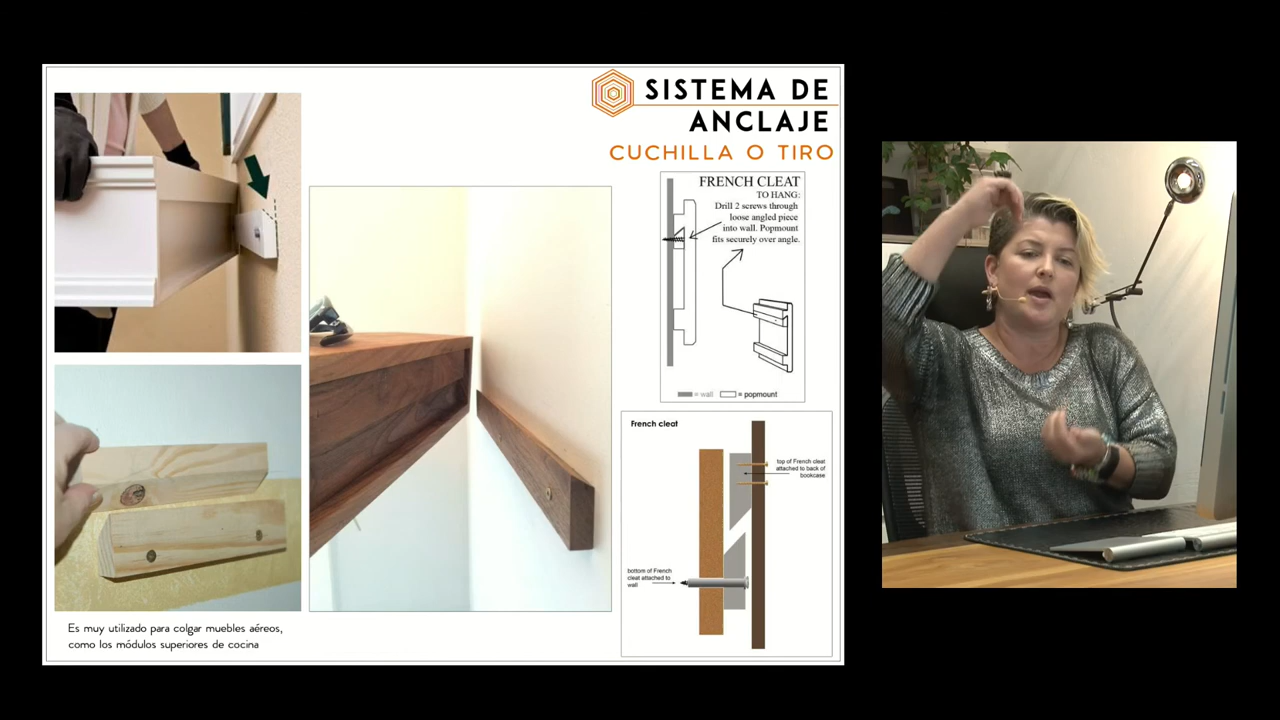 SISTEMA DE
ANCLAJE
CUCHILLA O TIRO
FRENCH CLEAT
TO HANG:
Drill 2 screws through
loose angled piece
into wall. Popmount
fits securely over angle.
= wall
= popmount
French cleat
top of French cleat
attached to back of
bookcase
bottom of French
cleat attached to
wall
Es muy utilizado para colgar muebles aéreos,
como los módulos superiores de cocina